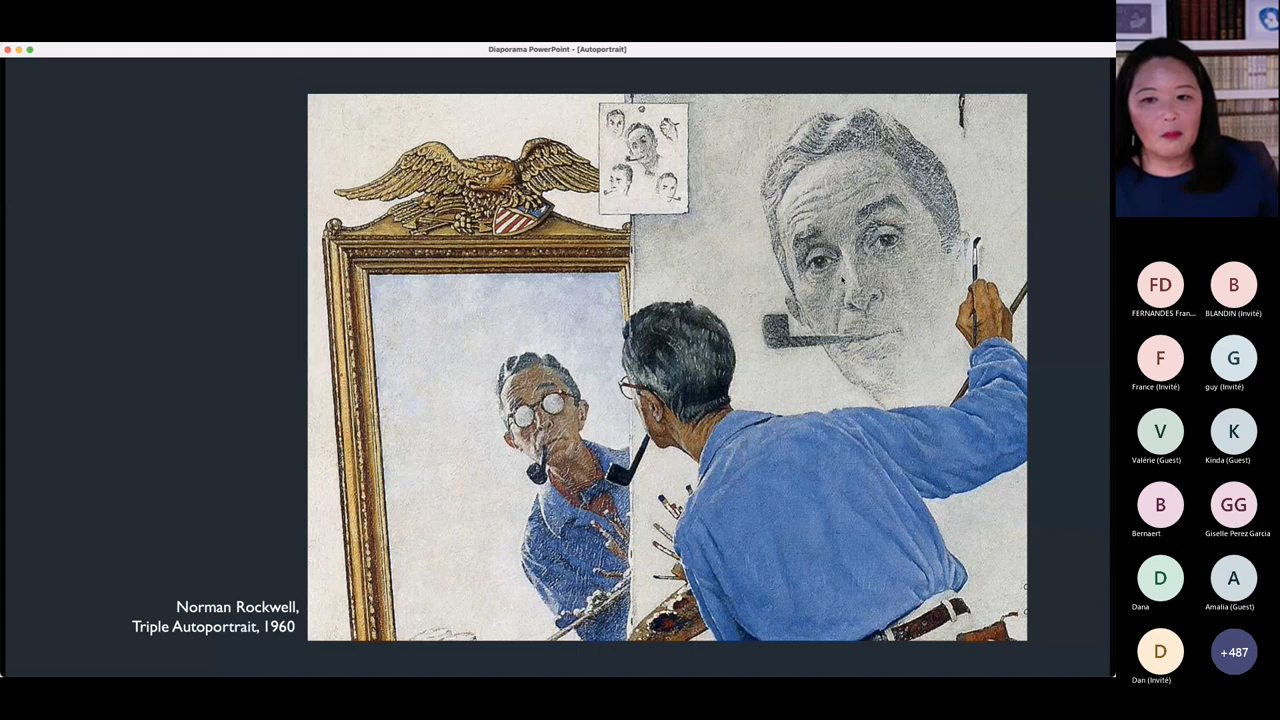 Diaporama PowerPoint - [Autoportrait]
Norman Rockwell,
Triple Autoportrait, 1960
FD
B
FERNANDES Fran...
BLANDIN (Invité)
F
G
France (Invité)
guy (Invité)
V
K
Valérie (Guest)
Kinda (Guest)
B
GG
Bernaert
Giselle Perez Garcia
D
A
Dana
Amalia (Guest)
D
+487
Dan (Invité)